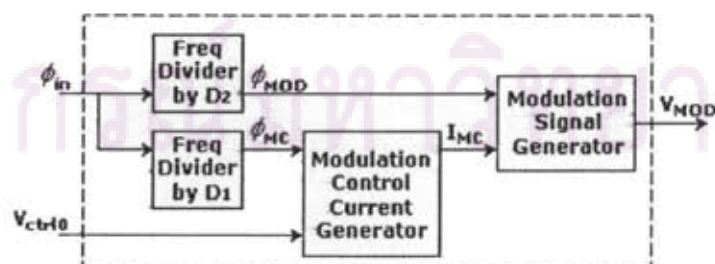 Freq
Divider
by D2
ϕin
ϕMOD
Freq
Divider
by D1
ϕMC
Modulation
Control
Current
Generator
IMC
Modulation
Signal
Generator
VMOD
Vctrl0